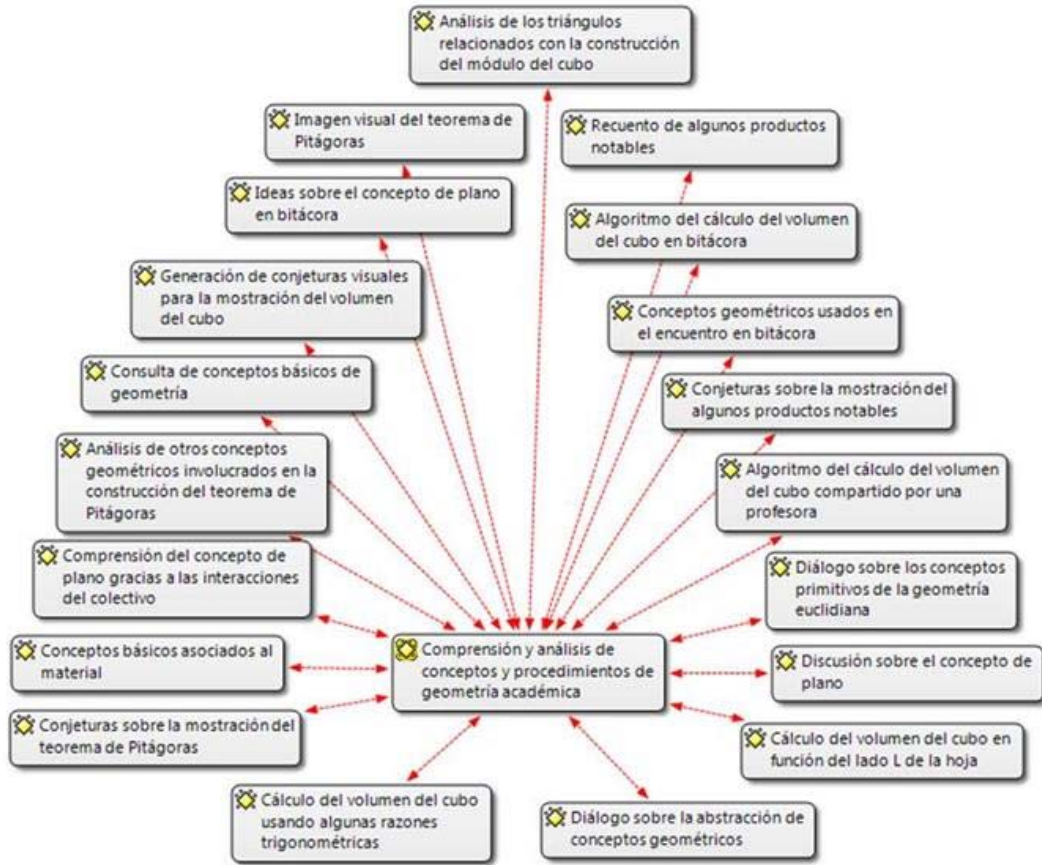 Análisis de los triángulos
relacionados con la construcción
del módulo del cubo
Imagen visual del teorema de
Pitágoras
Recuento de algunos productos
notables
Ideas sobre el concepto de plano
en bitácora
Algoritmo del cálculo del volumen
del cubo en bitácora
Generación de conjeturas visuales
para la mostración del volumen
del cubo
Conceptos geométricos usados en
el encuentro en bitácora
Consulta de conceptos básicos de
geometría
Conjeturas sobre la mostración del
algunos productos notables
Análisis de otros conceptos
geométricos involucrados en la
construcción del teorema de
Pitágoras
Algoritmo del cálculo del volumen
del cubo compartido por una
profesora
Comprensión del concepto de
plano gracias a las interacciones
del colectivo
Diálogo sobre los conceptos
primitivos de la geometría
euclidiana
Conceptos básicos asociados al
material
Comprensión y análisis de
conceptos y procedimientos de
geometría académica
Discusión sobre el concepto de
plano
Conjeturas sobre la mostración del
teorema de Pitágoras
Cálculo del volumen del cubo en
función del lado L de la hoja
Cálculo del volumen del cubo
usando algunas razones
trigonométricas
Diálogo sobre la abstracción de
conceptos geométricos